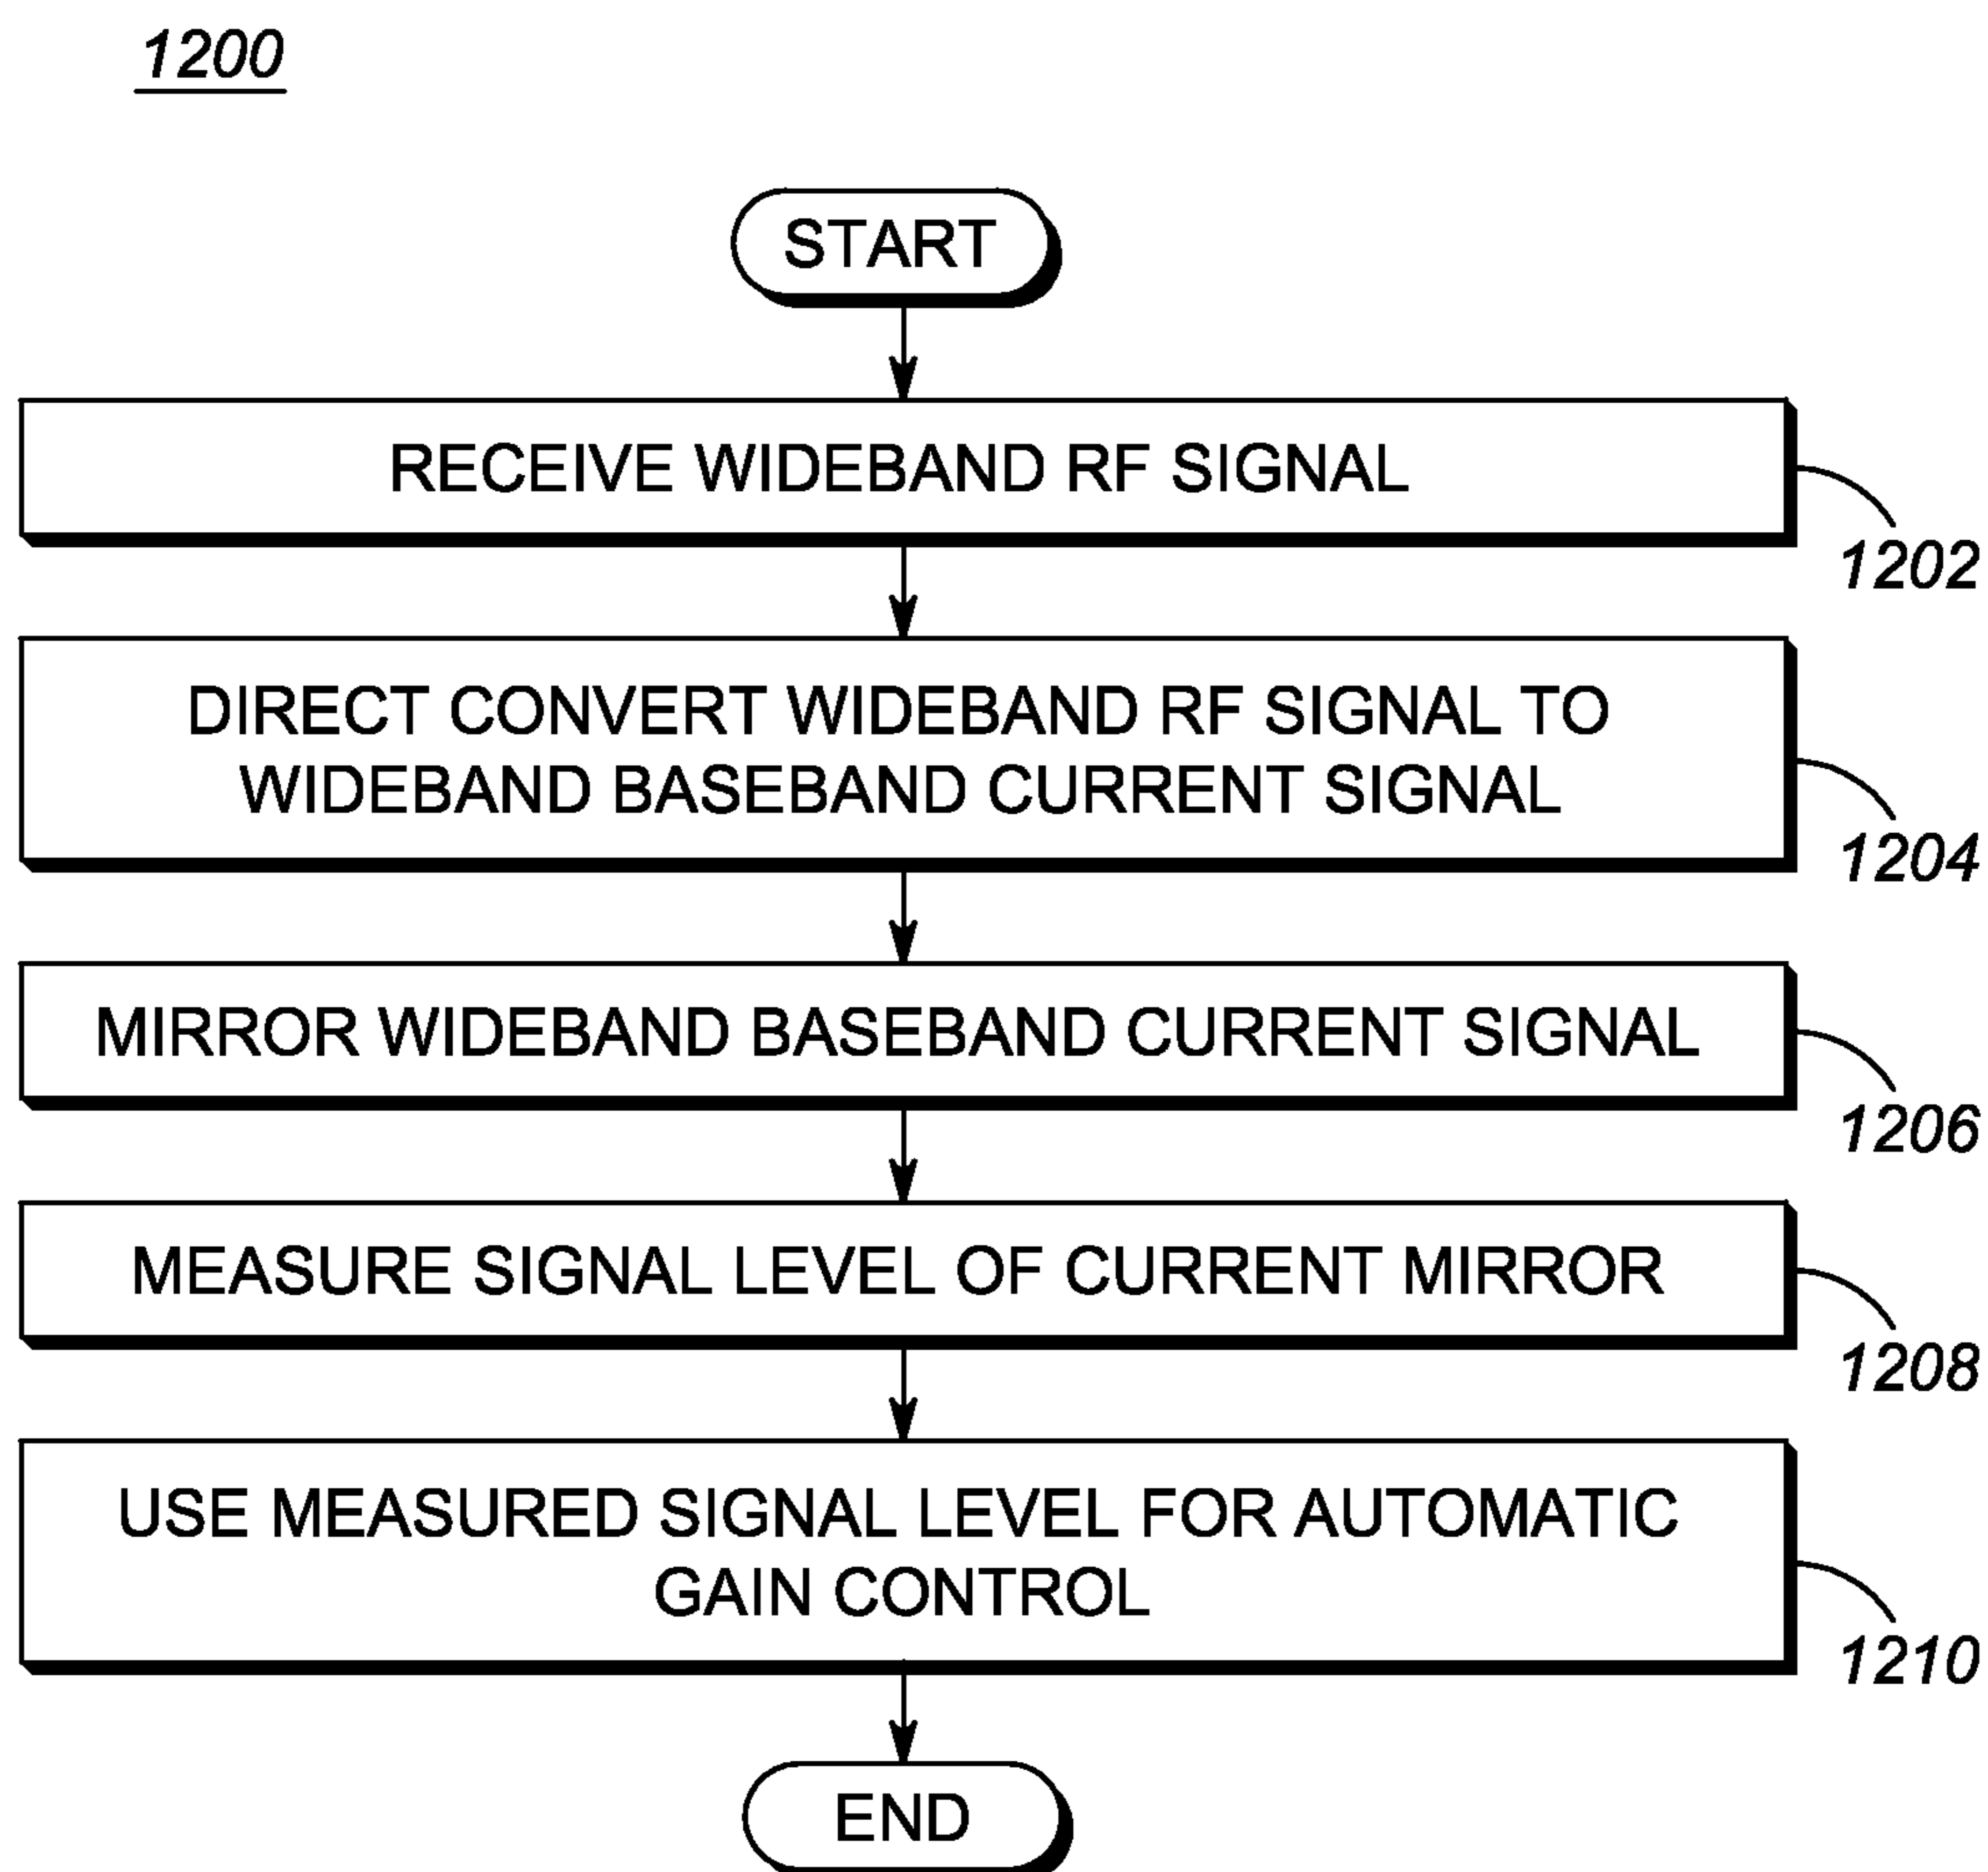 1200
START
RECEIVE WIDEBAND RF SIGNAL
1202
DIRECT CONVERT WIDEBAND RF SIGNAL TO
WIDEBAND BASEBAND CURRENT SIGNAL
1204
MIRROR WIDEBAND BASEBAND CURRENT SIGNAL
1206
MEASURE SIGNAL LEVEL OF CURRENT MIRROR
1208
USE MEASURED SIGNAL LEVEL FOR AUTOMATIC
GAIN CONTROL
1210
END